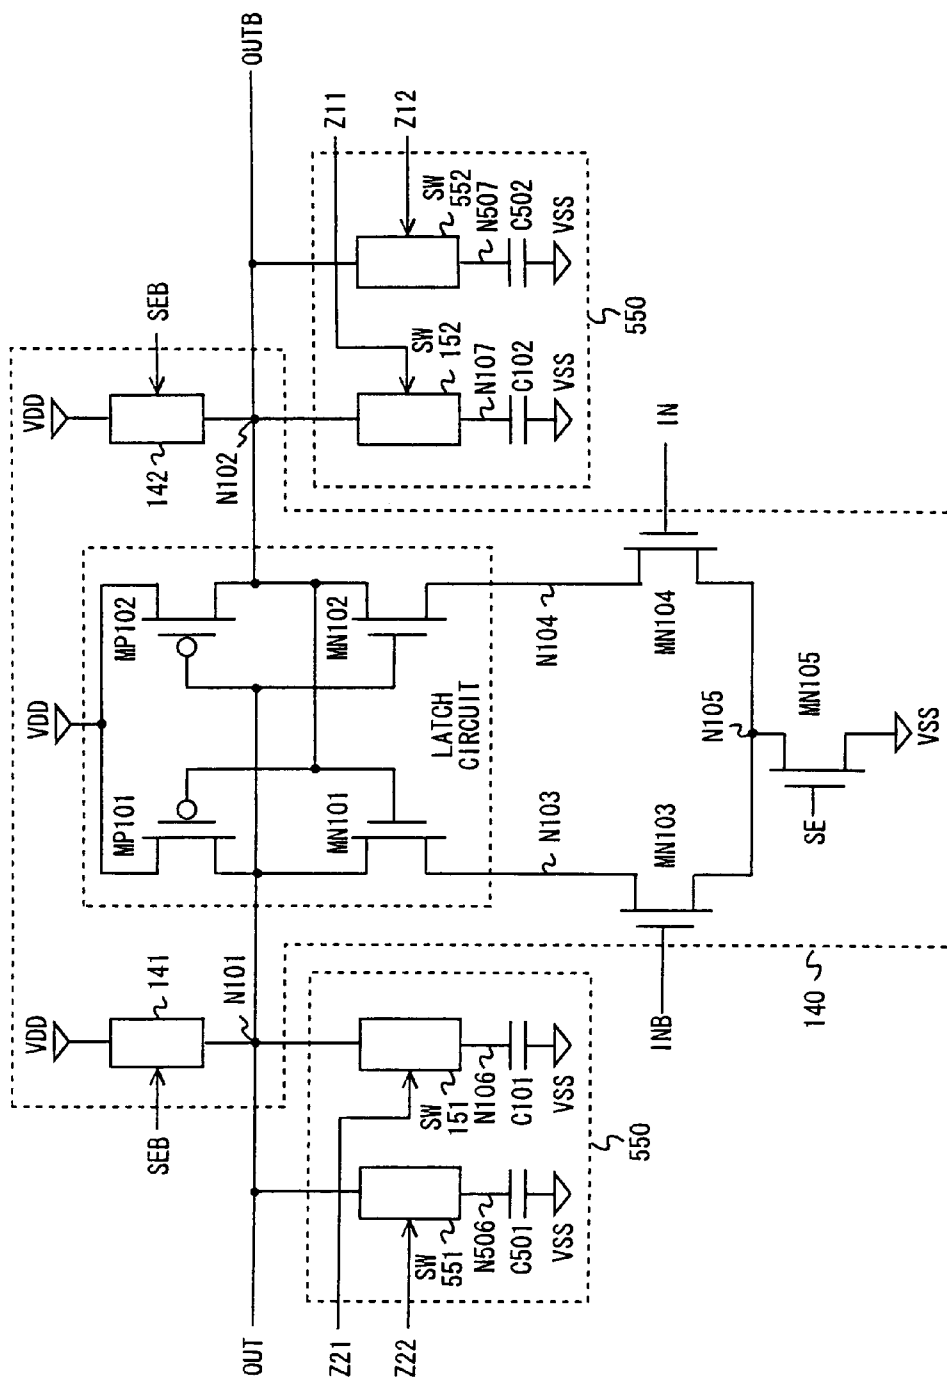 VDD
VDD
VDD
SEB
141
MP101
MP102
142
SEB
OUT
N101
N102
OUTB
MN101
MN102
LATCH
CIRCUIT
Z21
Z22
SW
551
SW
151
N506
C501
VSS
N106
C101
VSS
550
Z11
Z12
SW
152
SW
552
N107
C102
VSS
N507
C502
VSS
550
N103
N104
INB
MN103
MN104
IN
140
N105
SE
MN105
VSS